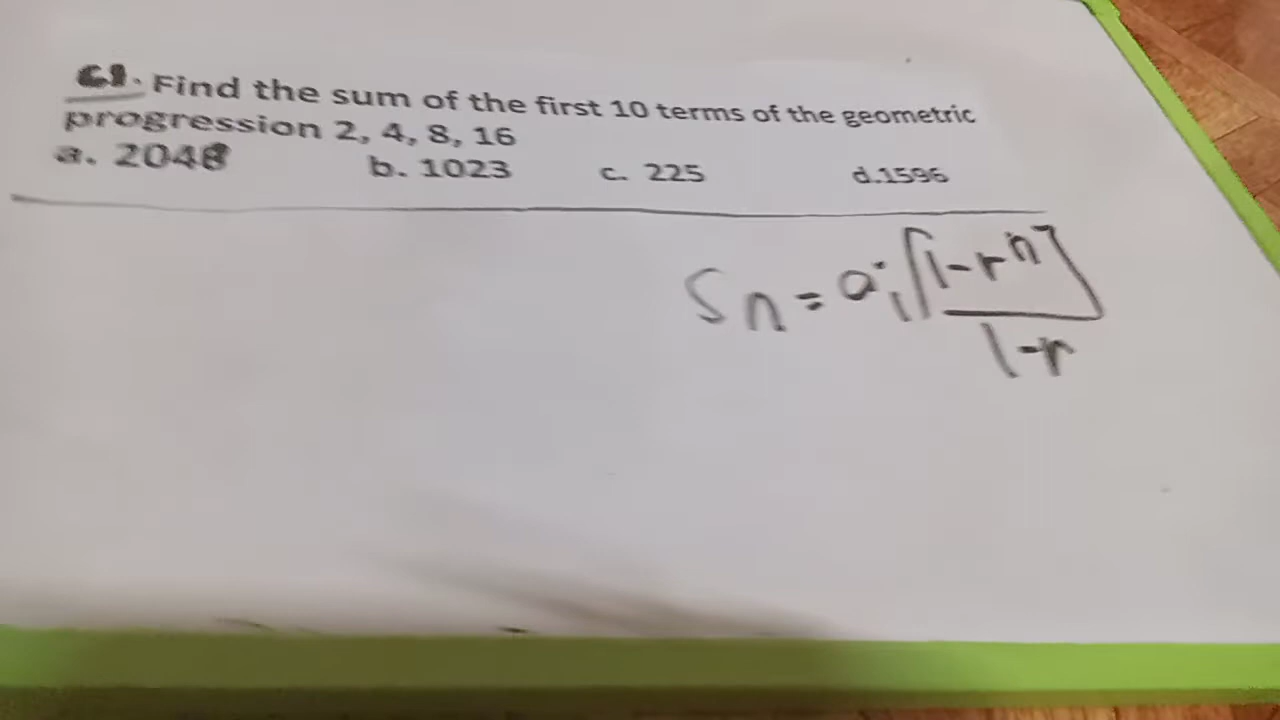 61. Find the sum of the first 10 terms of the geometric
progression 2, 4, 8, 16
a. 2048 b. 1023 c. 225 d.1596
Sn = a1[1-r^n]
1-r